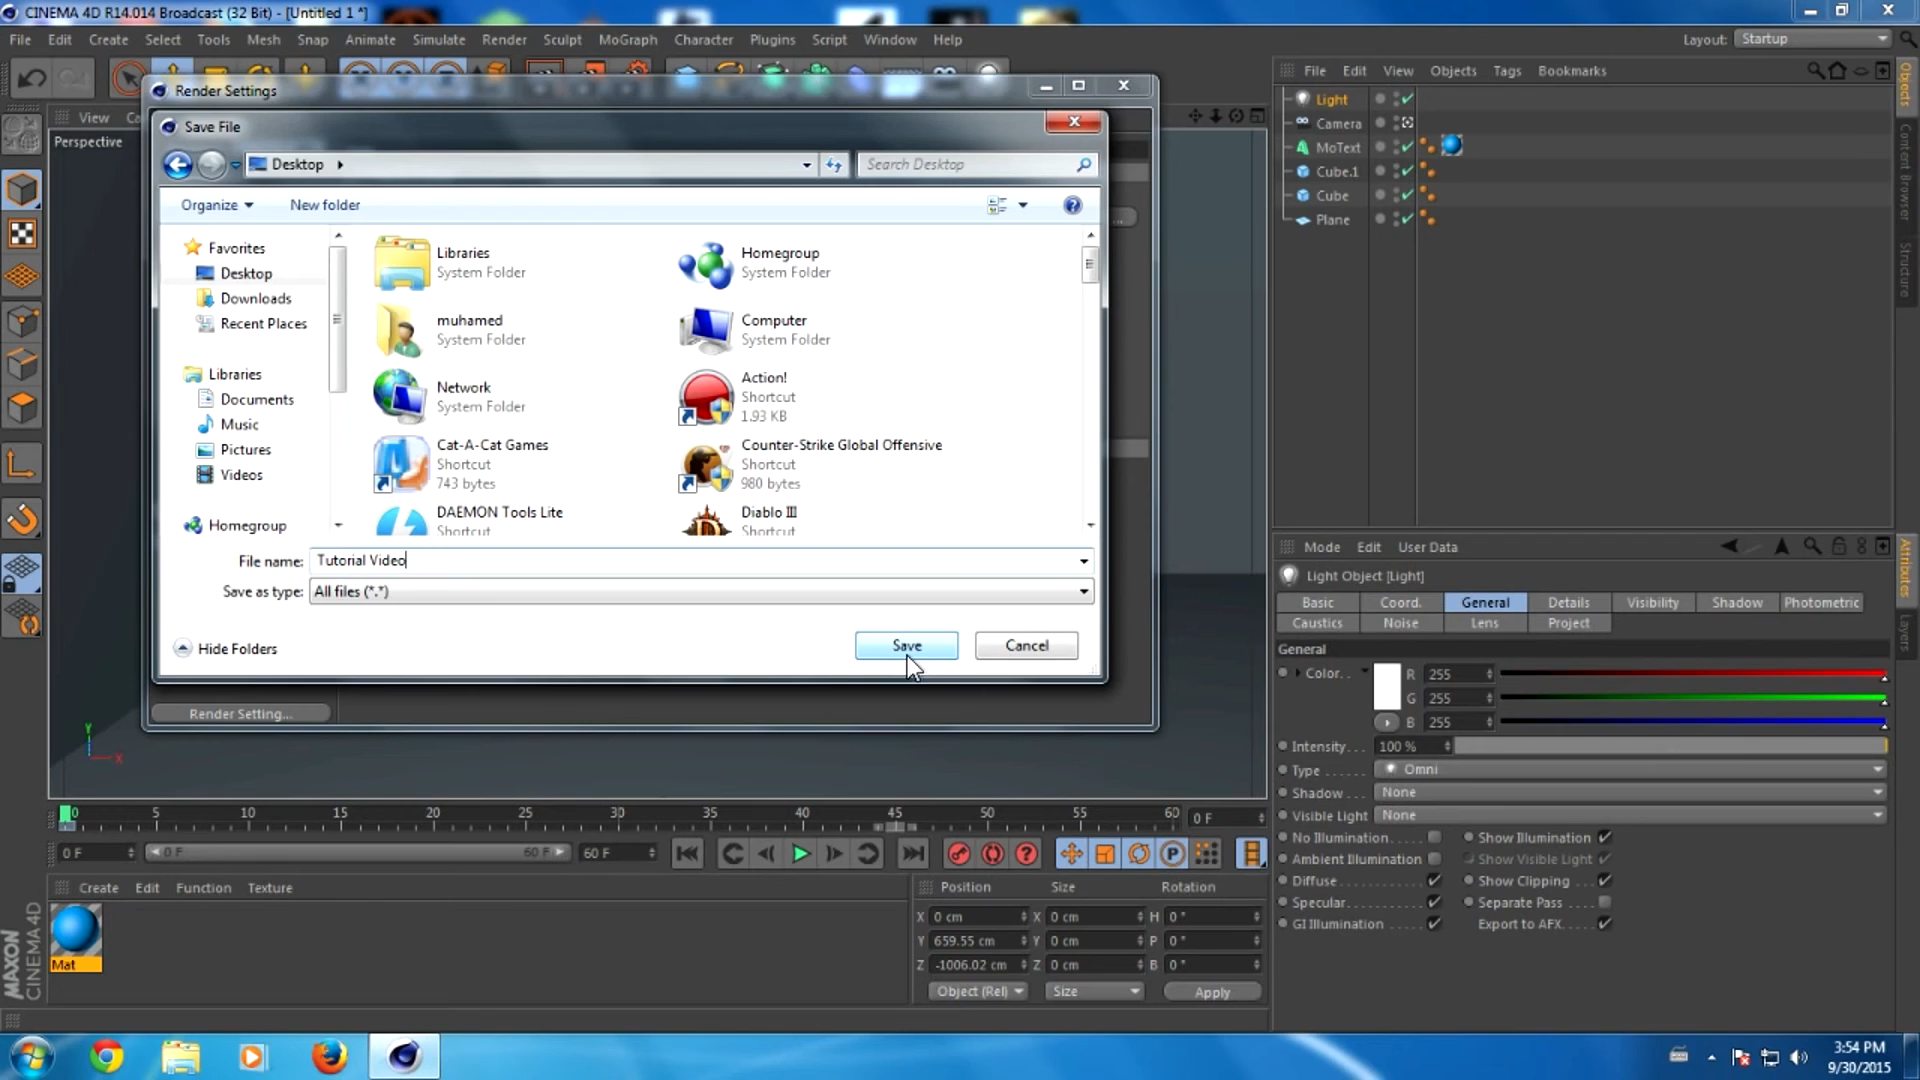 CINEMA 4D R14.014 Broadcast (32 Bit) - [Untitled 1 *]
File Edit Create Select Tools Mesh Snap Animate Simulate Render Sculpt MoGraph Character Plugins Script Window Help
Layout: Startup
File Edit View Objects Tags Bookmarks
Render Settings
View
Perspective
Save File
Desktop
Search Desktop
Organize New folder
Favorites
Desktop
Downloads
Recent Places
Libraries
Documents
Music
Pictures
Videos
Homegroup
Libraries
System Folder
Homegroup
System Folder
muhamed
System Folder
Computer
System Folder
Network
System Folder
Action!
Shortcut
1.93 KB
Cat-A-Cat Games
Shortcut
743 bytes
Counter-Strike Global Offensive
Shortcut
980 bytes
DAEMON Tools Lite
Shortcut
Diablo III
Shortcut
File name: Tutorial Video
Save as type: All files (*.*)
Hide Folders
Save
Cancel
Render Setting...
Y
X
Light
Camera
MoText
Cube.1
Cube
Plane
Objects
Content Browser
Structure
Mode Edit User Data
Attributes
Layers
Light Object [Light]
Basic Coord. General Details Visibility Shadow Photometric
Caustics Noise Lens Project
General
Color. . R 255
G 255
B 255
Intensity. . . 100 %
Type . . . . . . Omni
Shadow . . . None
Visible Light None
No Illumination. . . . Show Illumination
Ambient Illumination Show Visible Light
Diffuse Show Clipping
Specular Separate Pass
GI Illumination Export to AFX
0 5 10 15 20 25 30 35 40 45 50 55 60 0 F
0 F 0 F 60 F 60 F
Create Edit Function Texture
Mat
MAXON
CINEMA 4D
Position Size Rotation
X 0 cm X 0 cm H 0 °
Y 659.55 cm Y 0 cm P 0 °
Z -1006.02 cm Z 0 cm B 0 °
Object (Rel) Size Apply
3:54 PM
9/30/2015